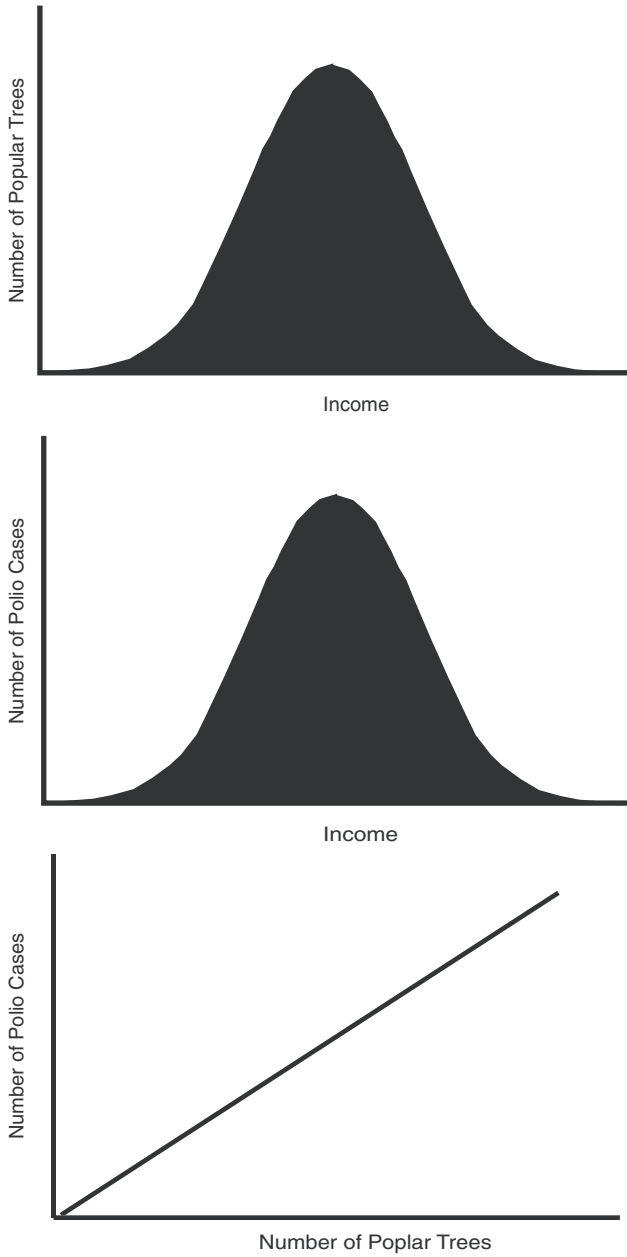 Number of Popular Trees
Income
Number of Polio Cases
Income
Number of Polio Cases
Number of Poplar Trees